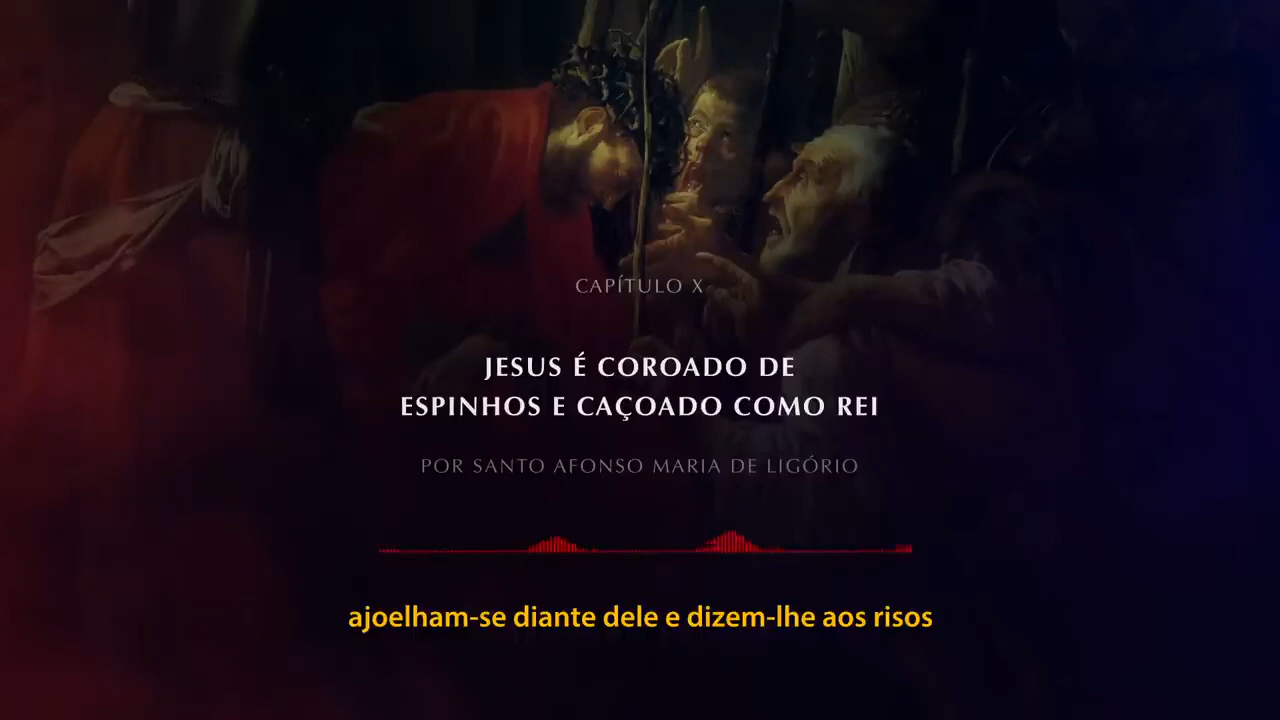 CAPÍTULO X
JESUS É COROADO DE
ESPINHOS E CAÇOADO COMO REI
POR SANTO AFONSO MARIA DE LIGÓRIO
ajoelham-se diante dele e dizem-lhe aos risos